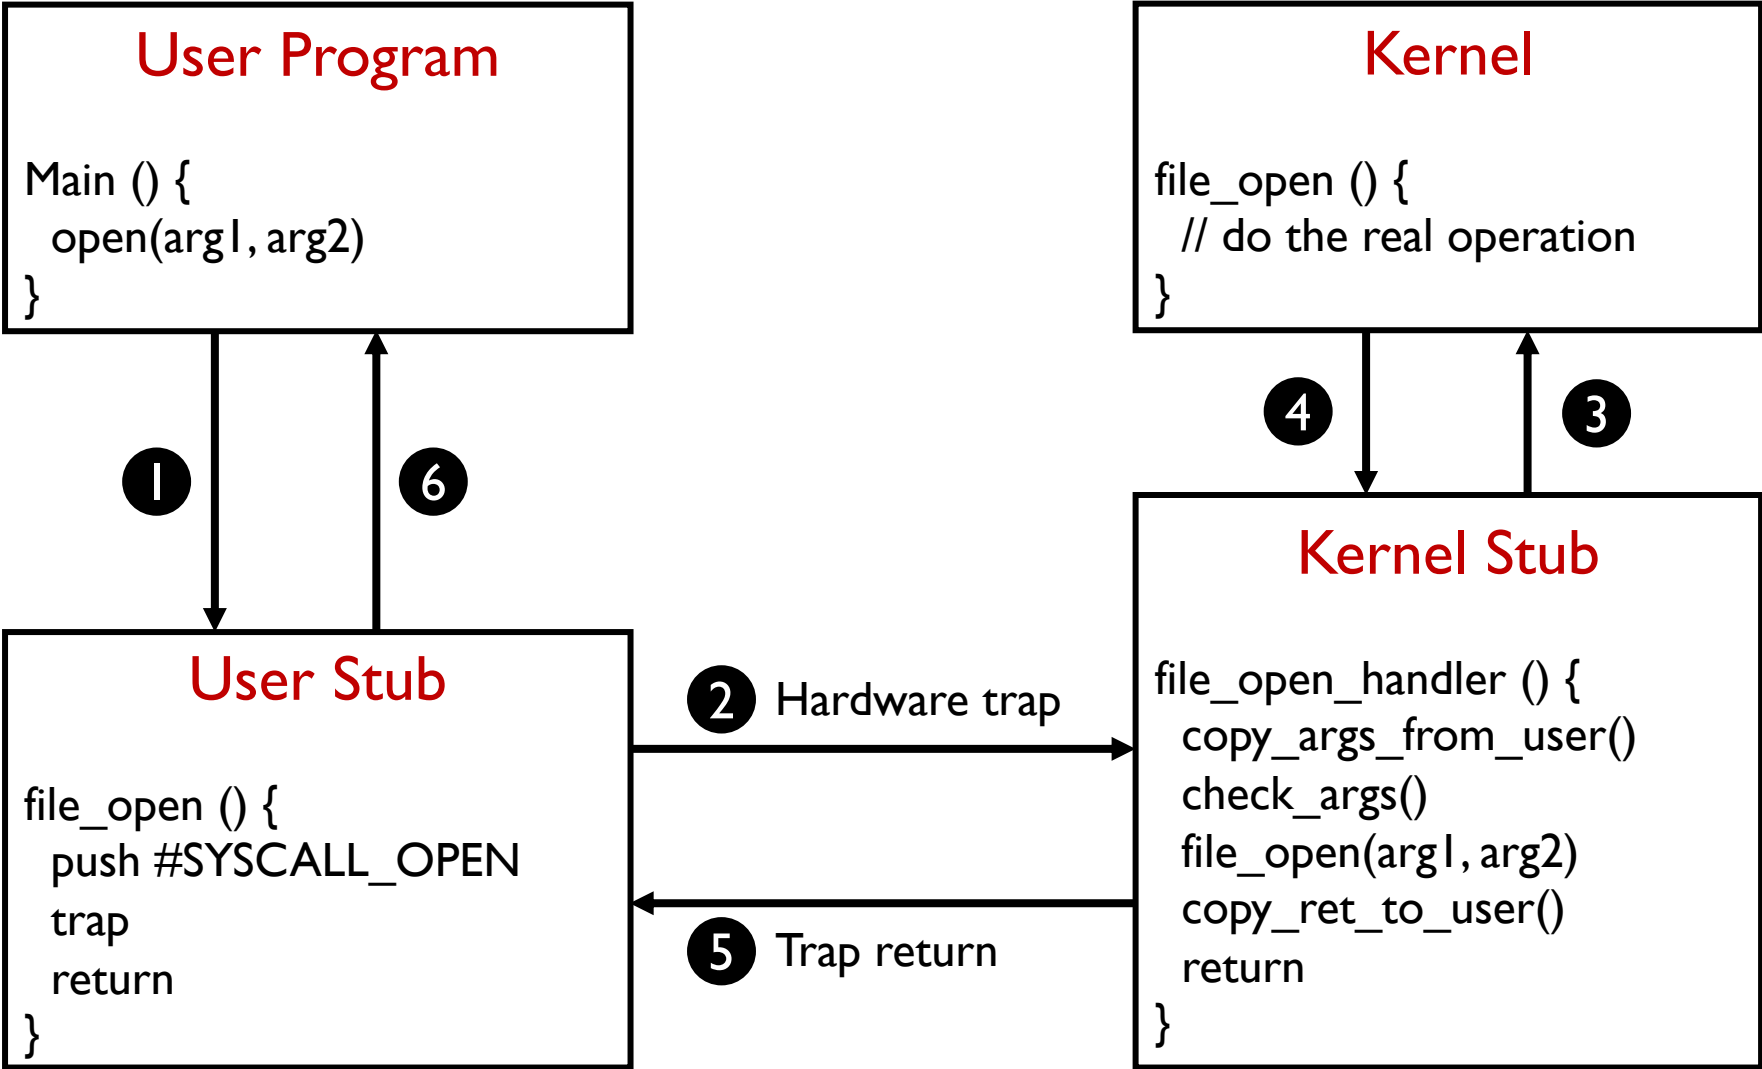 User Program
Main () {
open(arg1, arg2)
}
Kernel
file_open () {
// do the real operation
}
1
6
4
3
User Stub
file_open () {
push #SYSCALL_OPEN
trap
return
}
2 Hardware trap
5 Trap return
Kernel Stub
file_open_handler () {
copy_args_from_user()
check_args()
file_open(arg1, arg2)
copy_ret_to_user()
return
}